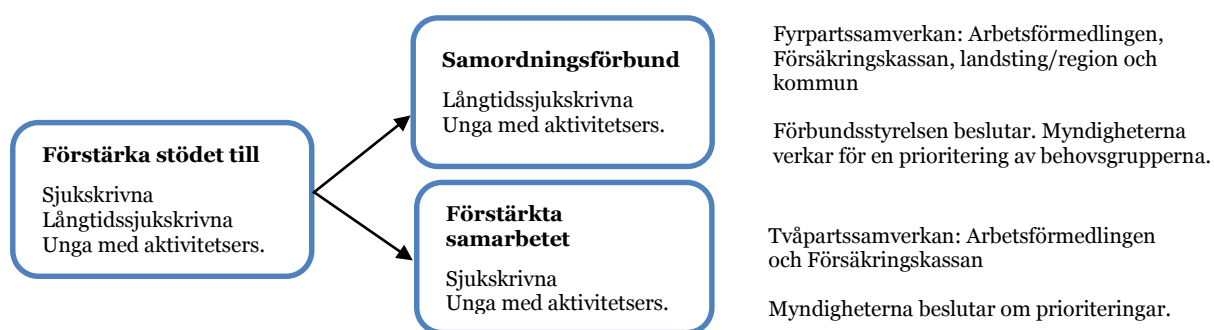 Förstärka stödet till
Sjukskrivna
Långtidssjukskrivna
Unga med aktivitetsers.
Samordningsförbund
Långtidssjukskrivna
Unga med aktivitetsers.
Fyrpartssamverkan: Arbetsförmedlingen,
Försäkringskassan, landsting/region och
kommun
Förbundsstyrelsen beslutar. Myndigheterna
verkar för en prioritering av behovsgrupperna.
Förstärkta
samarbetet
Sjukskrivna
Unga med aktivitetsers.
Tvåpartssamverkan: Arbetsförmedlingen
och Försäkringskassan
Myndigheterna beslutar om prioriteringar.